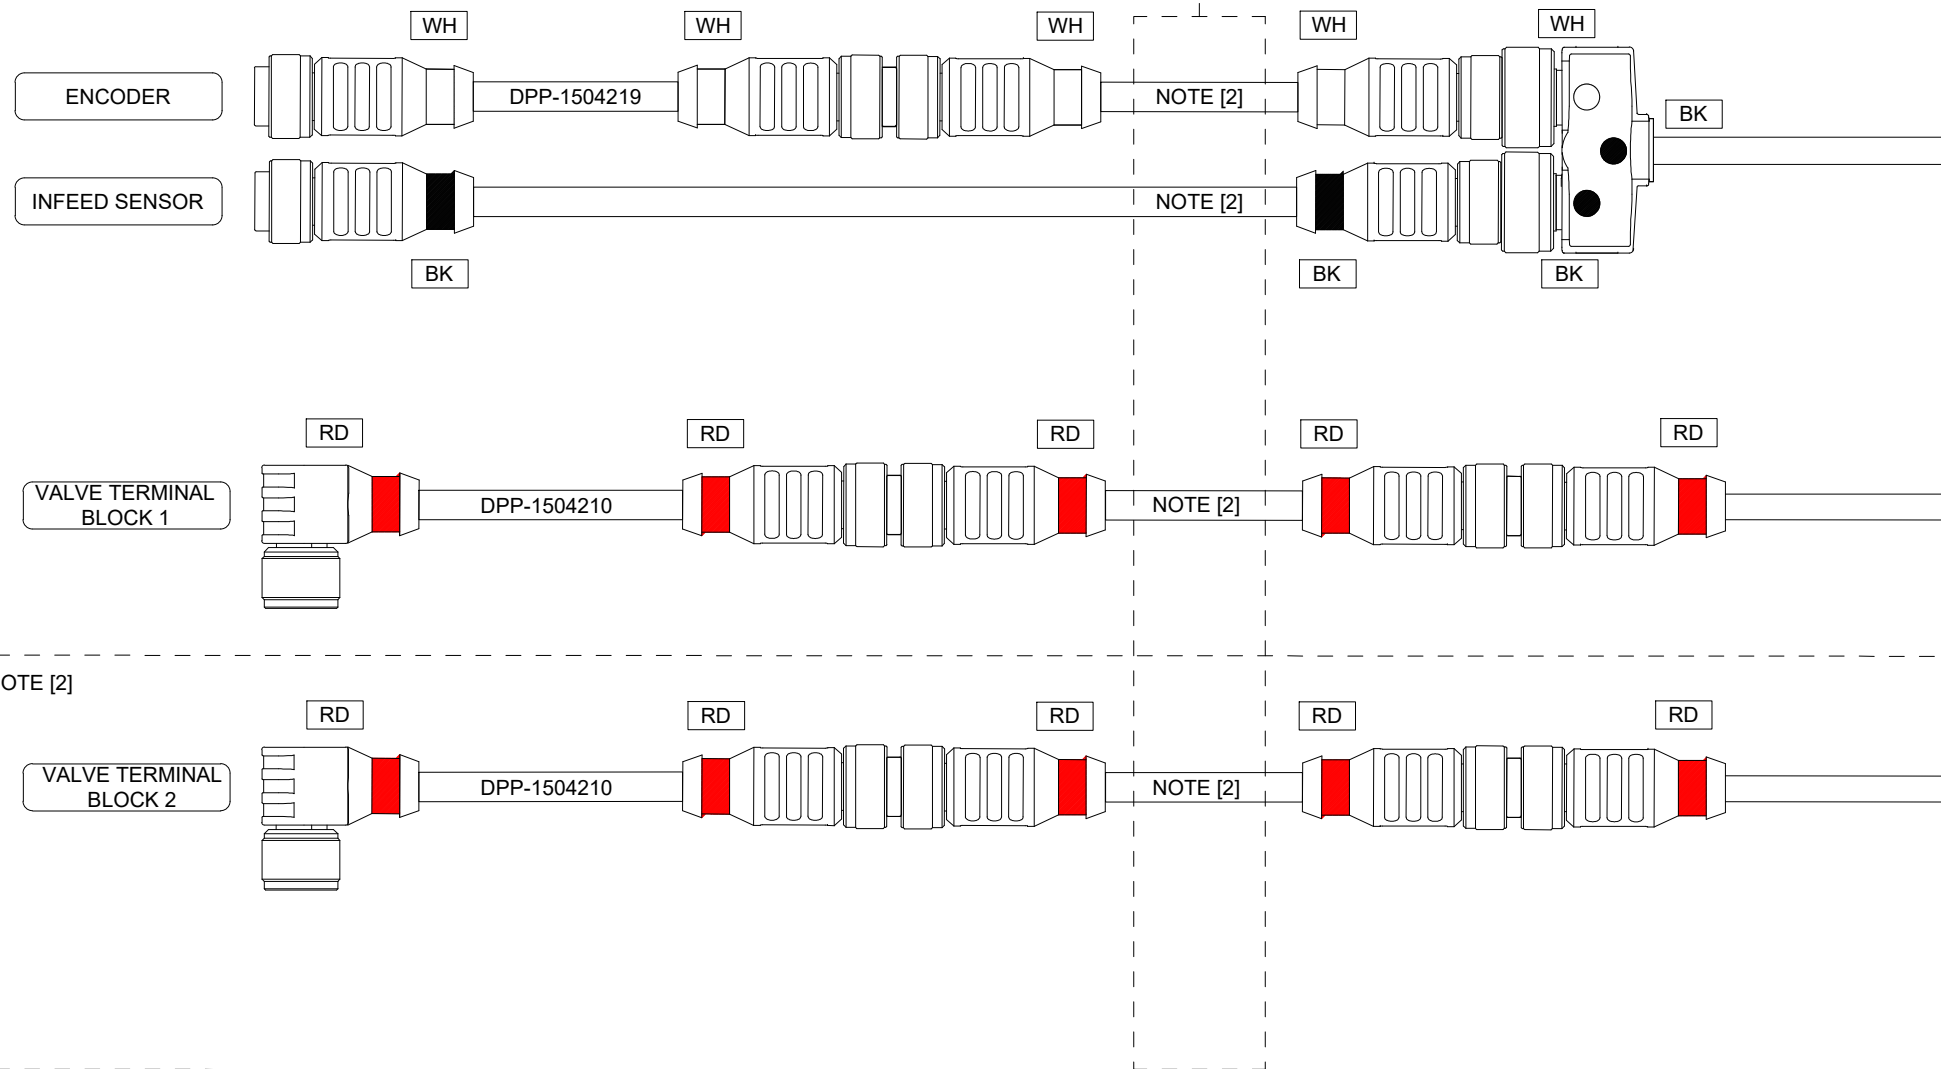 WH WH WH WH WH
ENCODER DPP-1504219 NOTE [2] BK
INFEED SENSOR NOTE [2]
BK BK BK
RD RD RD RD RD
VALVE TERMINAL
BLOCK 1
DPP-1504210 NOTE [2]
OTE [2]
RD RD RD RD RD
VALVE TERMINAL
BLOCK 2
DPP-1504210 NOTE [2]